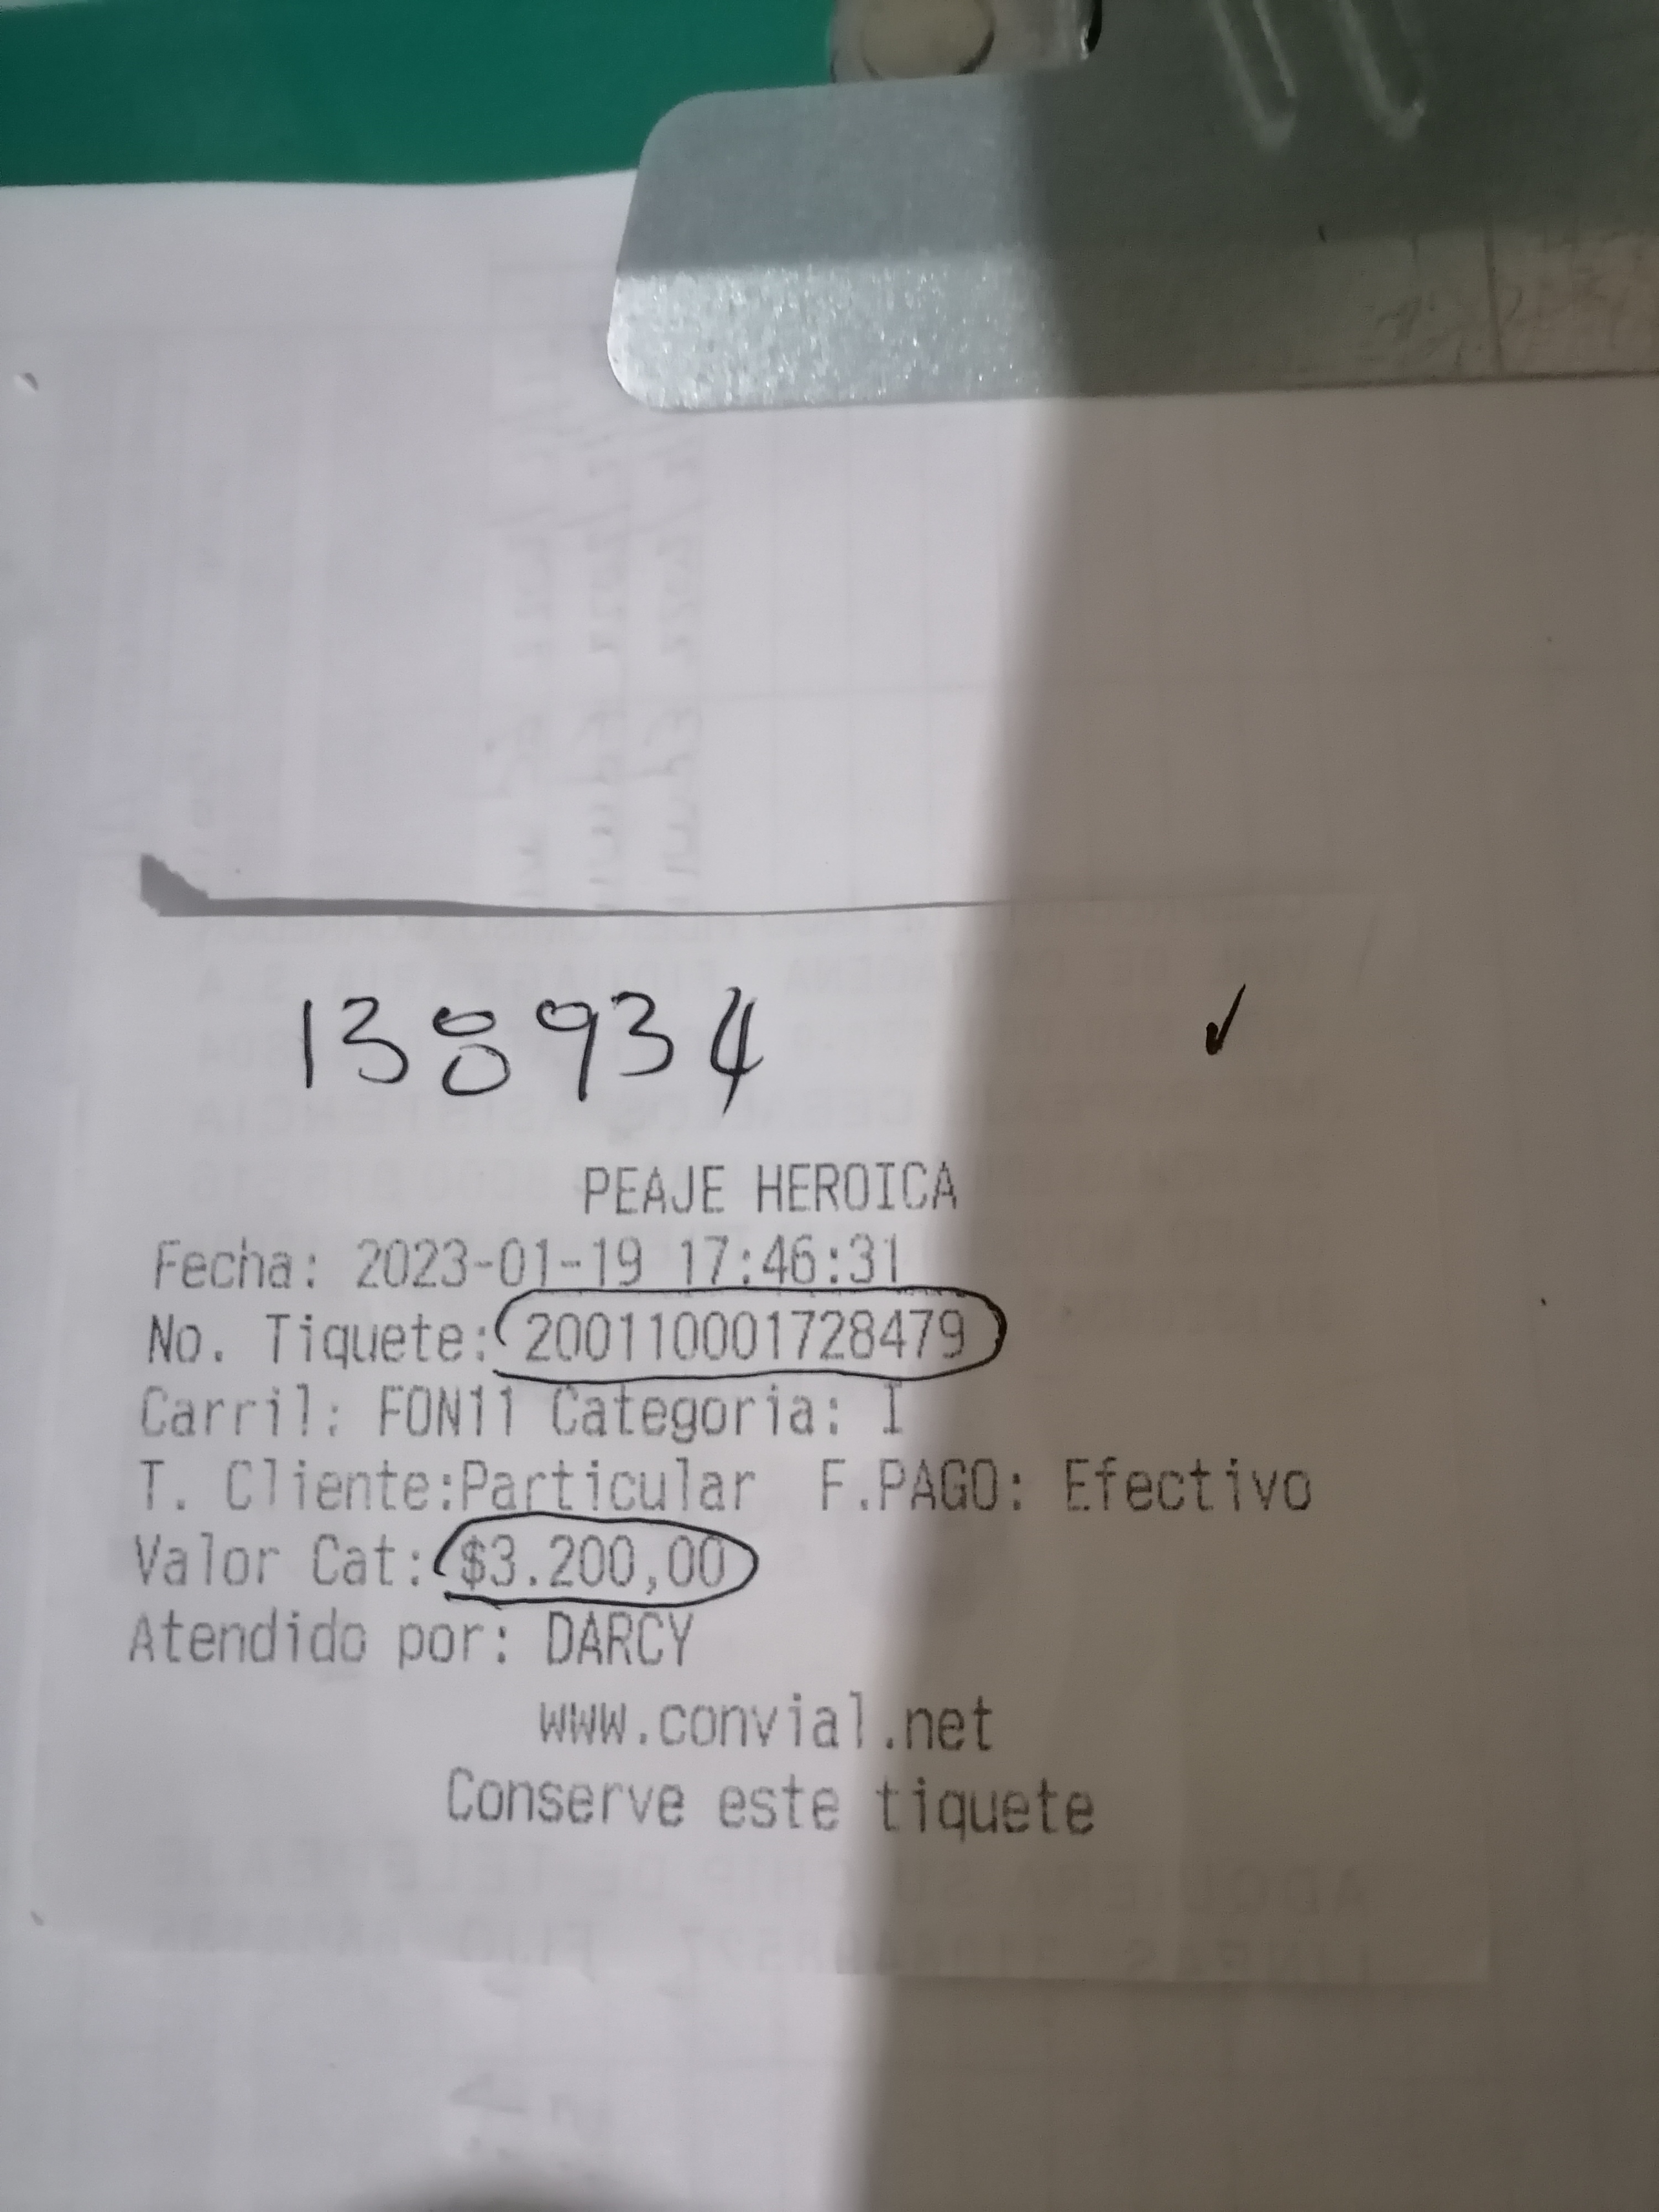 138934
PEAJE HEROICA
Fecha: 2023-01-19 17:46:31
No. Tiquete: 200110001728479
Carril: FON11 Categoria: I
T. Cliente:Particular F.PAGO: Efectivo
Valor Cat: $3.200,00
Atendido por: DARCY
www.convial.net
Conserve este tiquete